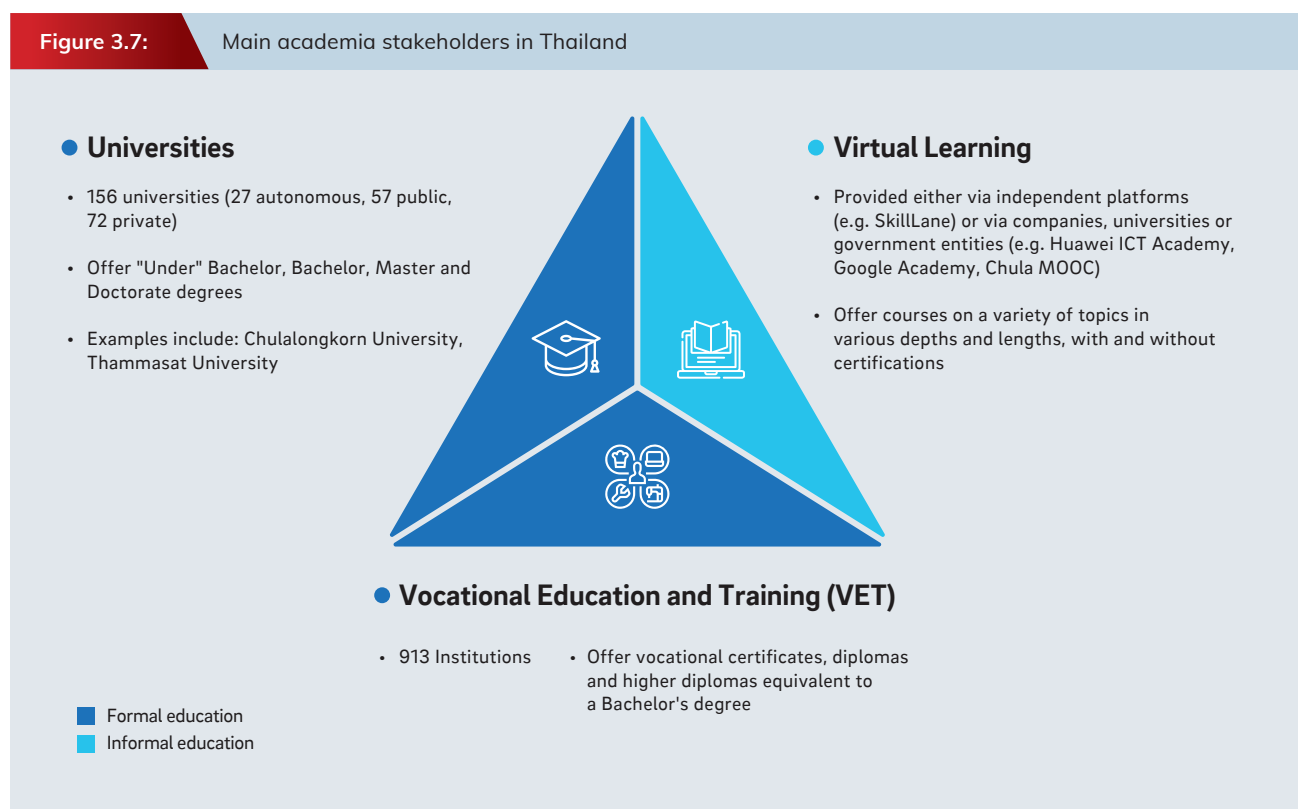 Figure 3.7:
Main academia stakeholders in Thailand
Universities
• 156 universities (27 autonomous, 57 public,
72 private)
• Offer "Under" Bachelor, Bachelor, Master and
Doctorate degrees
• Examples include: Chulalongkorn University,
Thammasat University
Virtual Learning
• Provided either via independent platforms
(e.g. SkillLane) or via companies, universities or
government entities (e.g. Huawei ICT Academy,
Google Academy, Chula MOOC)
• Offer courses on a variety of topics in
various depths and lengths, with and without
certifications
Vocational Education and Training (VET)
• 913 Institutions
• Offer vocational certificates, diplomas
and higher diplomas equivalent to
a Bachelor's degree
Formal education
Informal education